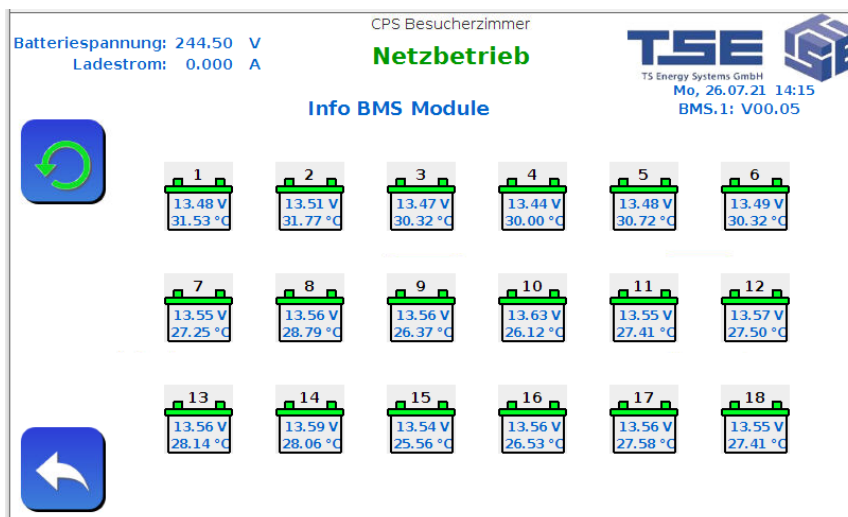 CPS Besucherzimmer
Batteriespannung: 244.50 V
Ladestrom: 0.000 A
Netzbetrieb
TSE
TS Energy Systems GmbH
Mo, 26.07.21 14:15
BMS.1: V00.05
Info BMS Module
1 2 3 4 5 6
13.48 V 13.51 V 13.47 V 13.44 V 13.48 V 13.49 V
31.53 °C 31.77 °C 30.32 °C 30.00 °C 30.72 °C 30.32 °C
7 8 9 10 11 12
13.55 V 13.56 V 13.56 V 13.63 V 13.55 V 13.57 V
27.25 °C 28.79 °C 26.37 °C 26.12 °C 27.41 °C 27.50 °C
13 14 15 16 17 18
13.56 V 13.59 V 13.54 V 13.56 V 13.56 V 13.55 V
28.14 °C 28.06 °C 25.56 °C 26.53 °C 27.58 °C 27.41 °C